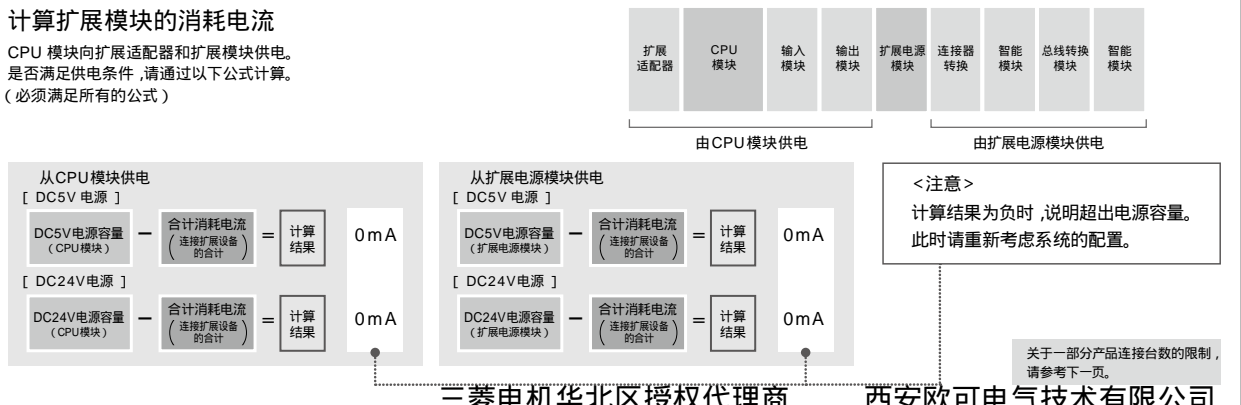 计算扩展模块的消耗电流
CPU 模块向扩展适配器和扩展模块供电。
是否满足供电条件 ,请通过以下公式计算。
( 必须满足所有的公式 )
扩展
适配器
CPU
模块
输入
模块
输出
模块
扩展电源
模块
连接器
转换
智能
模块
总线转换
模块
智能
模块
由CPU模块供电
由扩展电源模块供电
从CPU模块供电
[ DC5V 电源 ]
DC5V电源容量
( CPU模块 )
-
合计消耗电流
( 连接扩展设备
的合计 )
=
计算
结果
0mA
[ DC24V电源 ]
DC24V电源容量
( CPU模块 )
-
合计消耗电流
( 连接扩展设备
的合计 )
=
计算
结果
0mA
从扩展电源模块供电
[ DC5V 电源 ]
DC5V电源容量
( 扩展电源模块 )
-
合计消耗电流
( 连接扩展设备
的合计 )
=
计算
结果
0mA
[ DC24V电源 ]
DC24V电源容量
( 扩展电源模块 )
-
合计消耗电流
( 连接扩展设备
的合计 )
=
计算
结果
0mA
<注意>
计算结果为负时 ,说明超出电源容量。
此时请重新考虑系统的配置。
关于一部分产品连接台数的限制 ,
请参考下一页。
三菱电机华北区授权代理商 西安欧可电气技术有限公司